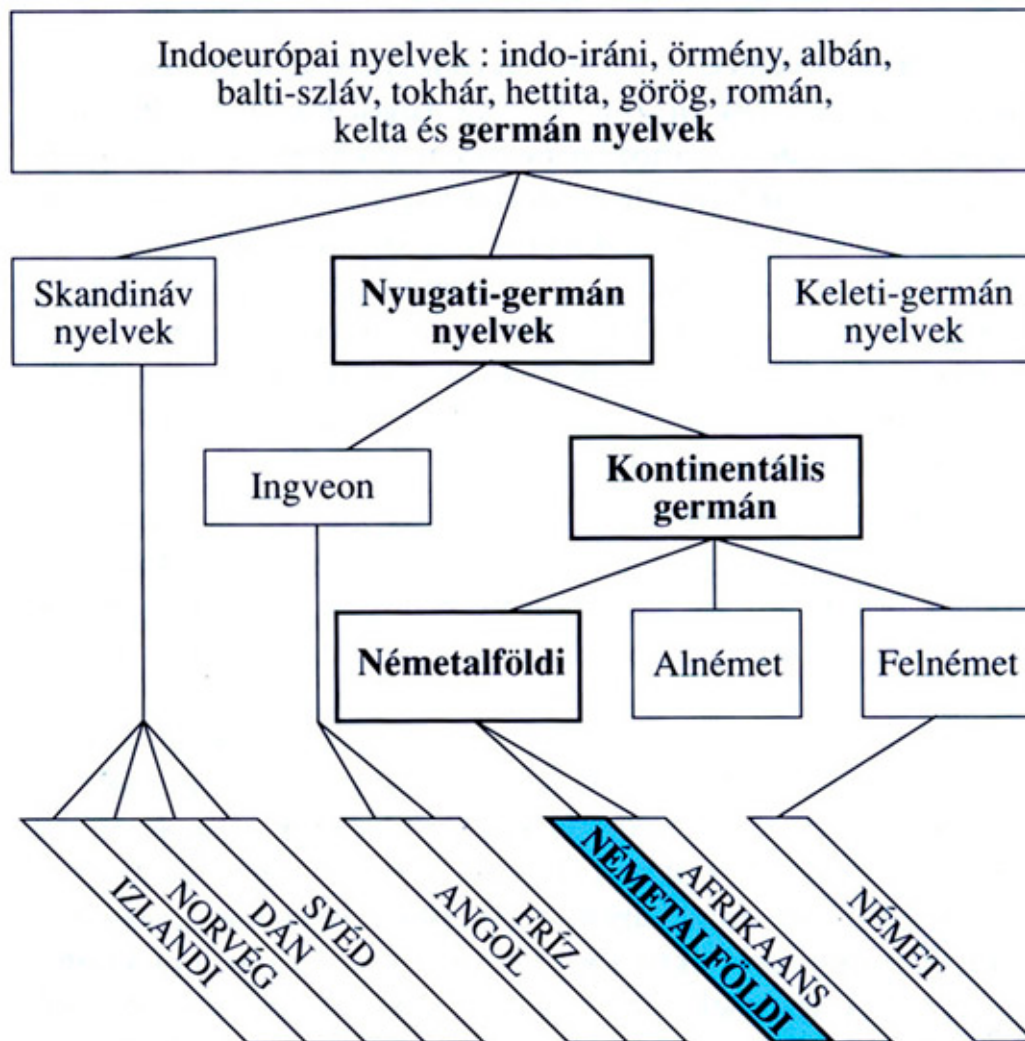 Indoeurópai nyelvek : indo-iráni, örmény, albán,
balti-szláv, tokhár, hettita, görög, román,
kelta és germán nyelvek
Skandináv
nyelvek
Nyugati-germán
nyelvek
Keleti-germán
nyelvek
Ingveon
Kontinentális
germán
Németalföldi
Alnémet
Felnémet
IZLANDI
NORVÉG
DÁN
SVÉD
ANGOL
FRÍZ
NÉMETALFÖLDI
AFRIKAANS
NÉMET